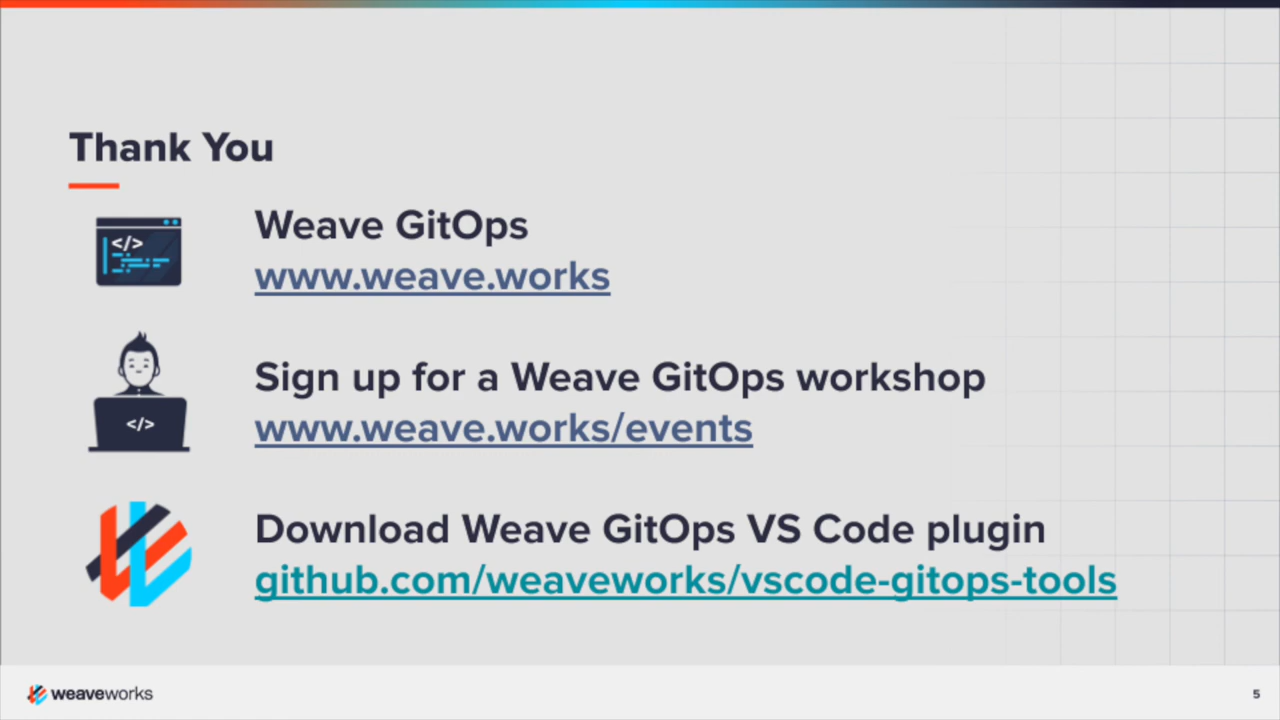 Thank You
Weave GitOps
www.weave.works
</>
Sign up for a Weave GitOps workshop
www.weave.works/events
</>
Download Weave GitOps VS Code plugin
github.com/weaveworks/vscode-gitops-tools
weaveworks
5